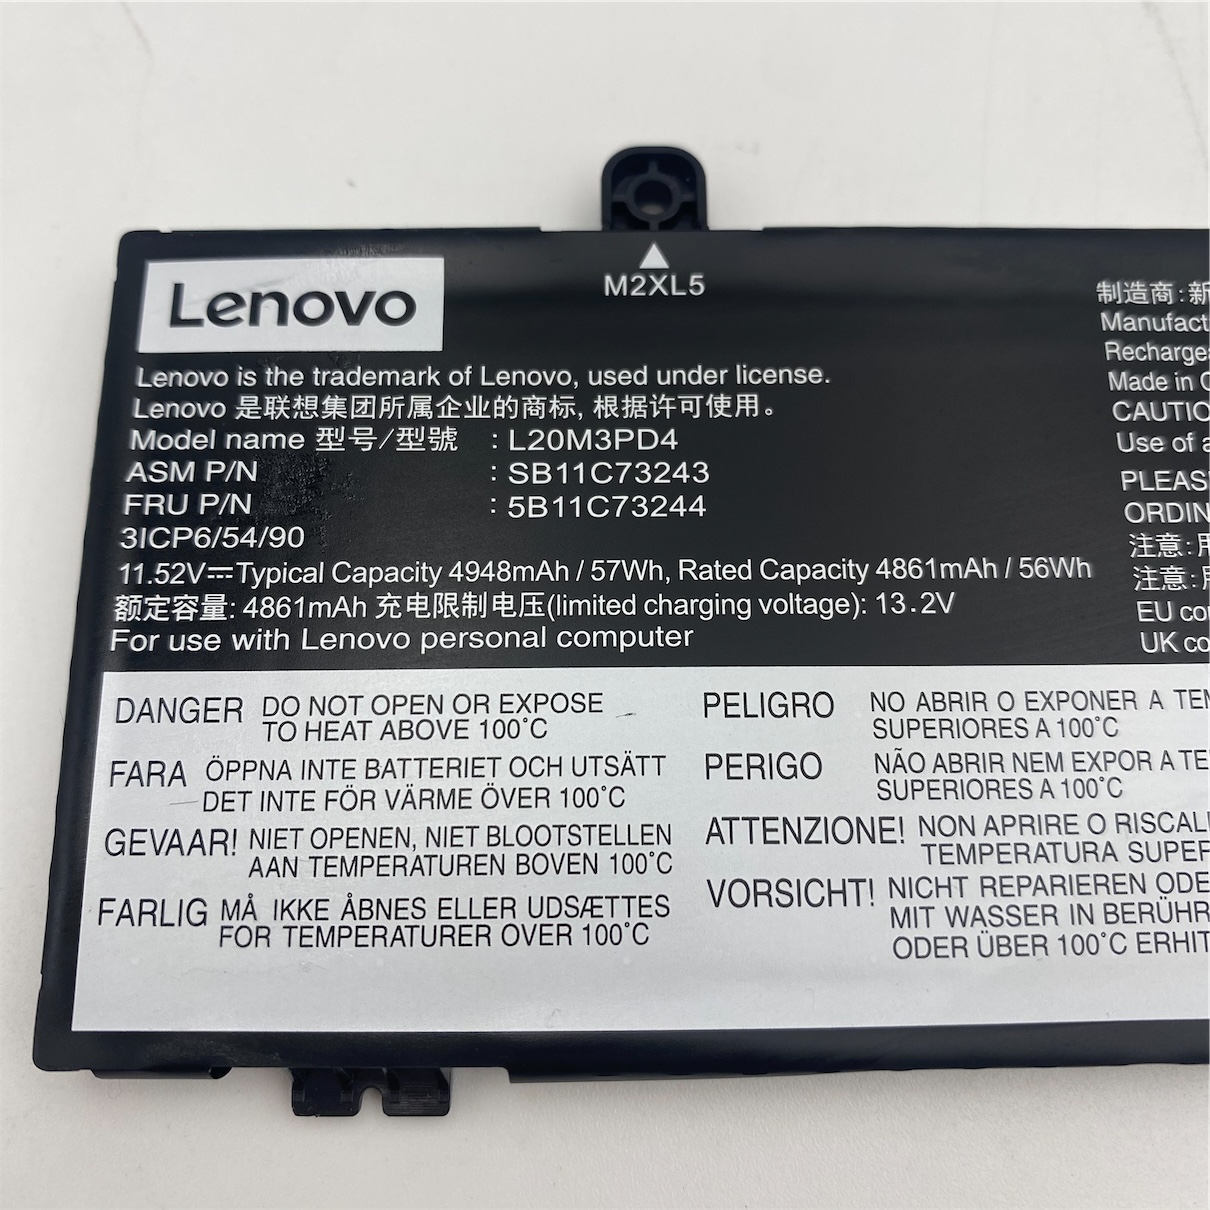 M2XL5
Lenovo
Lenovo is the trademark of Lenovo, used under license.
Lenovo 是联想集团所属企业的商标, 根据许可使用。
Model name 型号/型號 : L20M3PD4
ASM P/N : SB11C73243
FRU P/N : 5B11C73244
3ICP6/54/90
11.52V⎓Typical Capacity 4948mAh / 57Wh, Rated Capacity 4861mAh / 56Wh
额定容量: 4861mAh 充电限制电压(limited charging voltage): 13.2V
For use with Lenovo personal computer
制造商:新
Manufact
Recharge
Made in
CAUTIO
Use of
PLEAS
ORDIN
注意:用
注意:
EU co
UK co
DANGER DO NOT OPEN OR EXPOSE
TO HEAT ABOVE 100°C
FARA ÖPPNA INTE BATTERIET OCH UTSÄTT
DET INTE FÖR VÄRME ÖVER 100°C
GEVAAR! NIET OPENEN, NIET BLOOTSTELLEN
AAN TEMPERATUREN BOVEN 100°C
FARLIG MÅ IKKE ÅBNES ELLER UDSÆTTES
FOR TEMPERATURER OVER 100°C
PELIGRO NO ABRIR O EXPONER A TEM
SUPERIORES A 100°C
PERIGO NÃO ABRIR NEM EXPOR A TE
SUPERIORES A 100°C
ATTENZIONE! NON APRIRE O RISCAL
TEMPERATURA SUPER
VORSICHT! NICHT REPARIEREN ODE
MIT WASSER IN BERÜHR
ODER ÜBER 100°C ERHIT